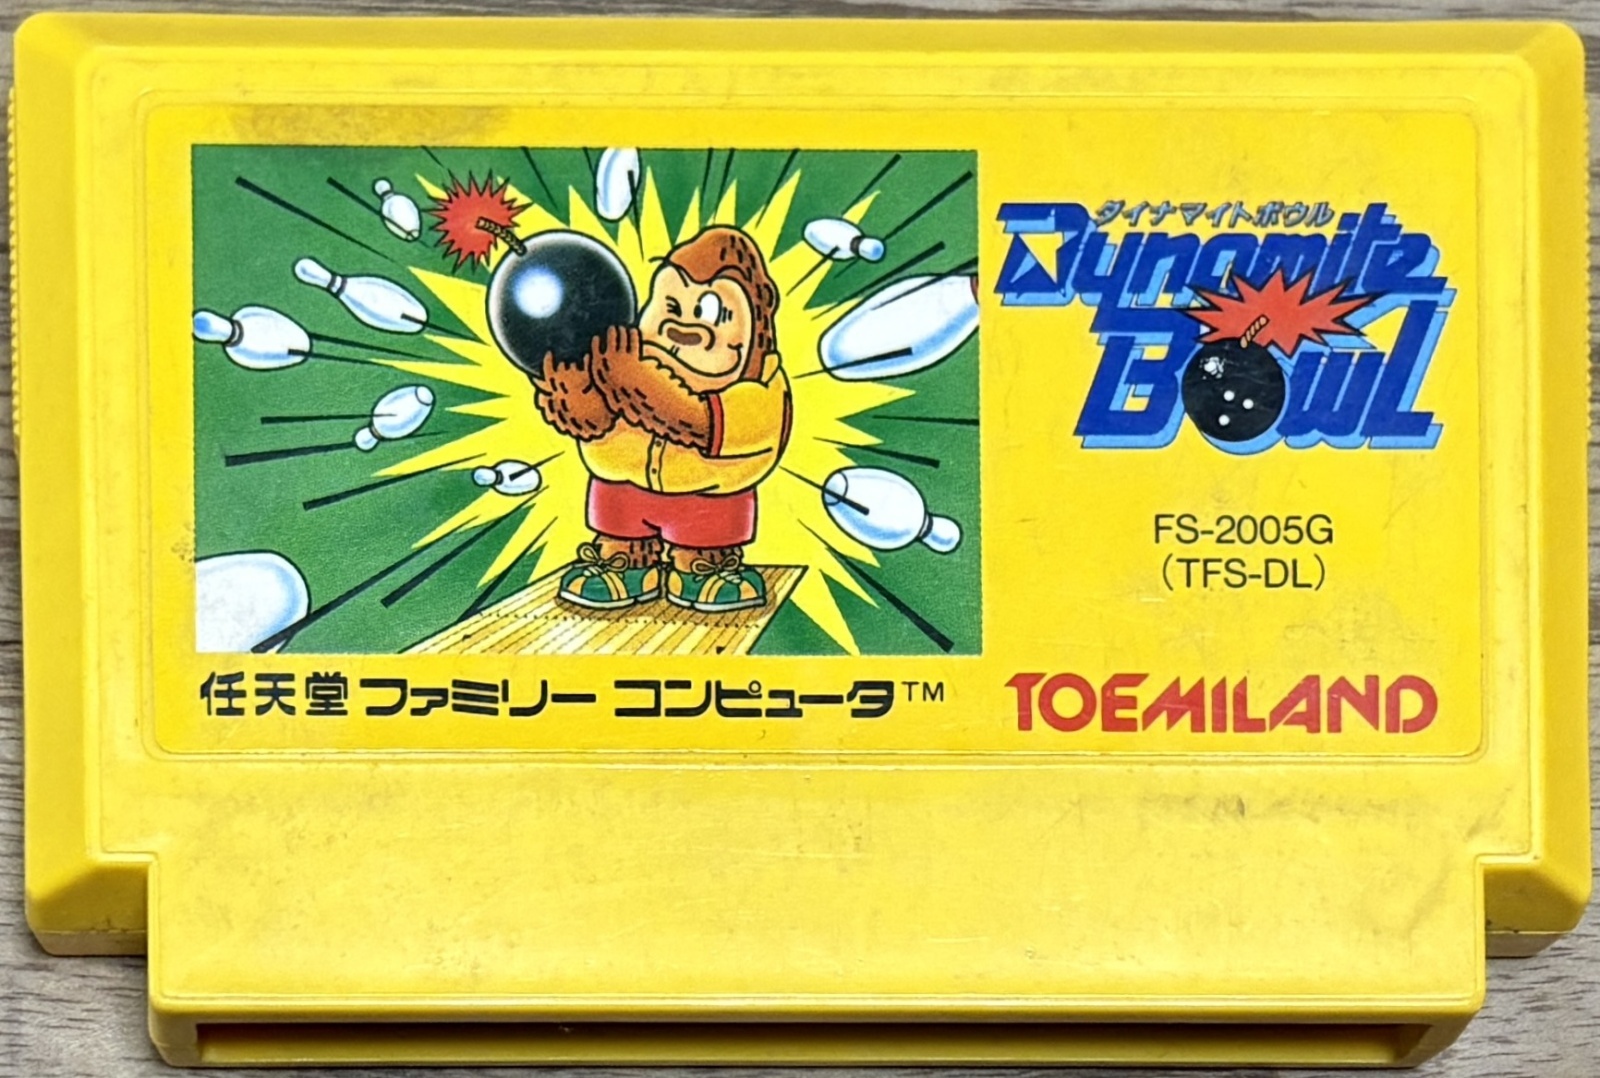 ダイナマイトボウル
Dynamite
Bowl
FS-2005G
(TFS-DL)
任天堂 ファミリー コンピュータ™
TOEMILAND